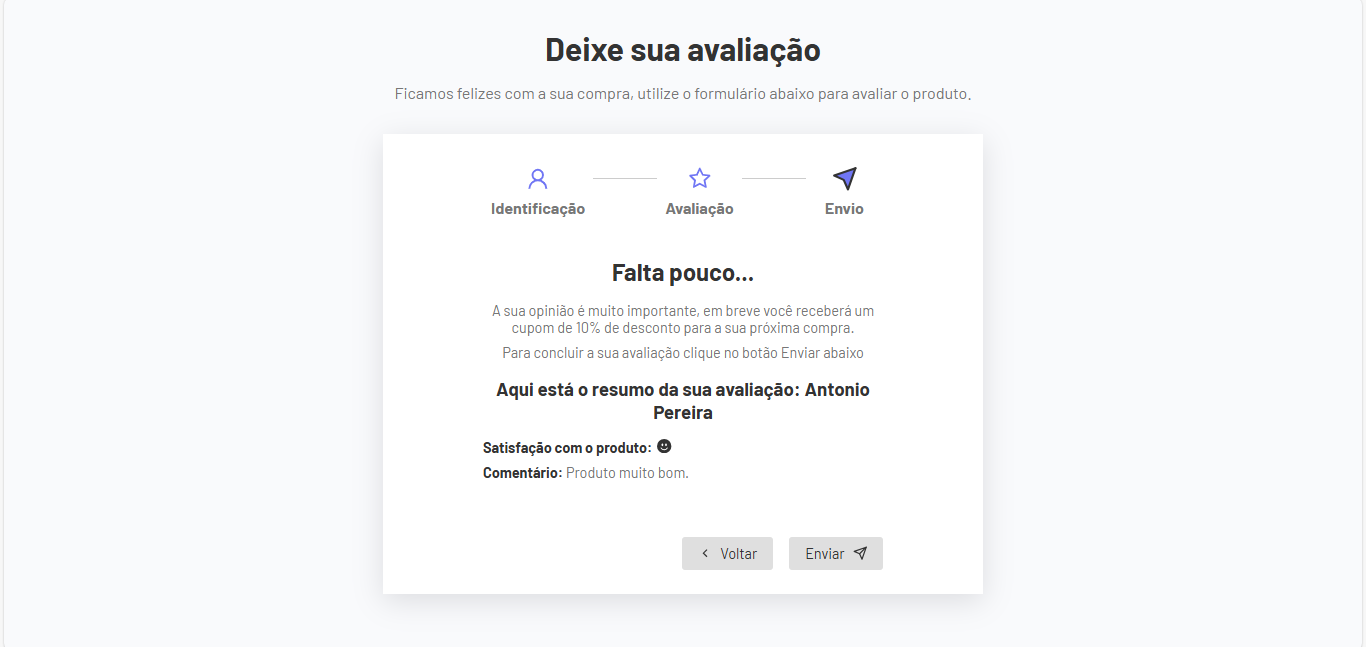 Deixe sua avaliação
Ficamos felizes com a sua compra, utilize o formulário abaixo para avaliar o produto.
Identificação
Avaliação
Envio
Falta pouco...
A sua opinião é muito importante, em breve você receberá um
cupom de 10% de desconto para a sua próxima compra.
Para concluir a sua avaliação clique no botão Enviar abaixo
Aqui está o resumo da sua avaliação: Antonio
Pereira
Satisfação com o produto:
Comentário: Produto muito bom.
Voltar
Enviar